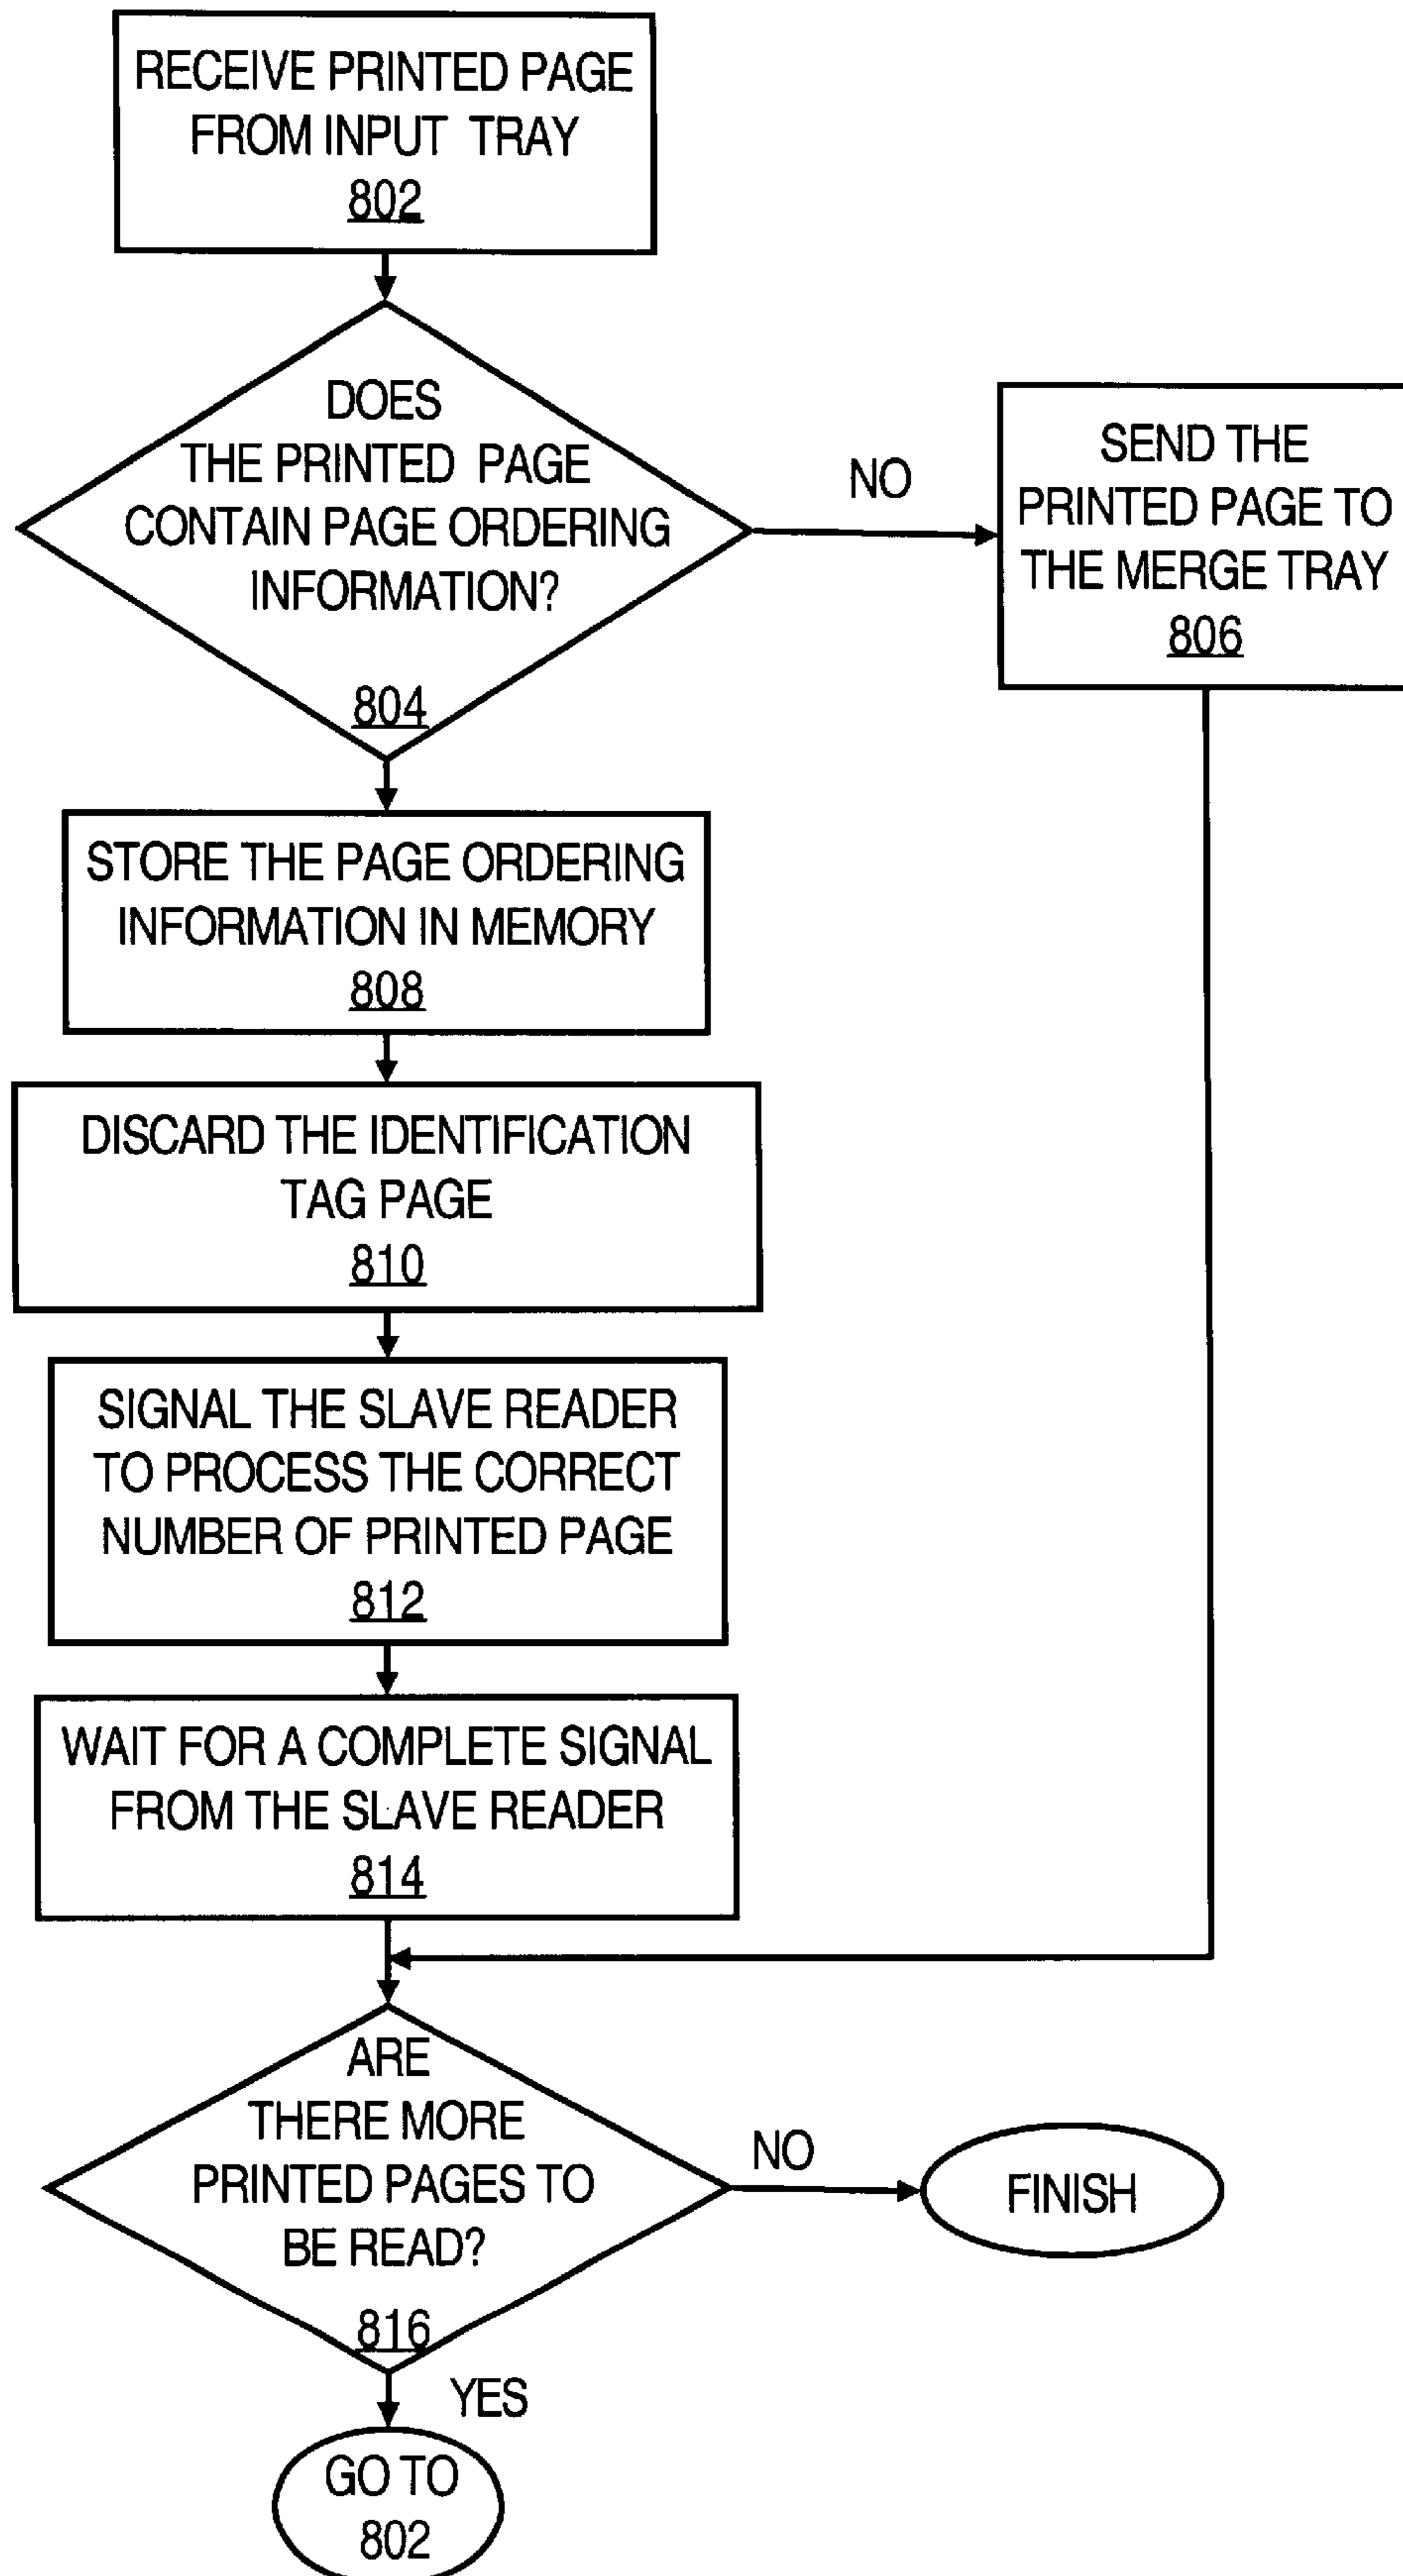 RECEIVE PRINTED PAGE
FROM INPUT TRAY
802
DOES
THE PRINTED PAGE
CONTAIN PAGE ORDERING
INFORMATION?
804
NO
SEND THE
PRINTED PAGE TO
THE MERGE TRAY
806
STORE THE PAGE ORDERING
INFORMATION IN MEMORY
808
DISCARD THE IDENTIFICATION
TAG PAGE
810
SIGNAL THE SLAVE READER
TO PROCESS THE CORRECT
NUMBER OF PRINTED PAGE
812
WAIT FOR A COMPLETE SIGNAL
FROM THE SLAVE READER
814
ARE
THERE MORE
PRINTED PAGES TO
BE READ?
816
NO
FINISH
YES
GO TO
802